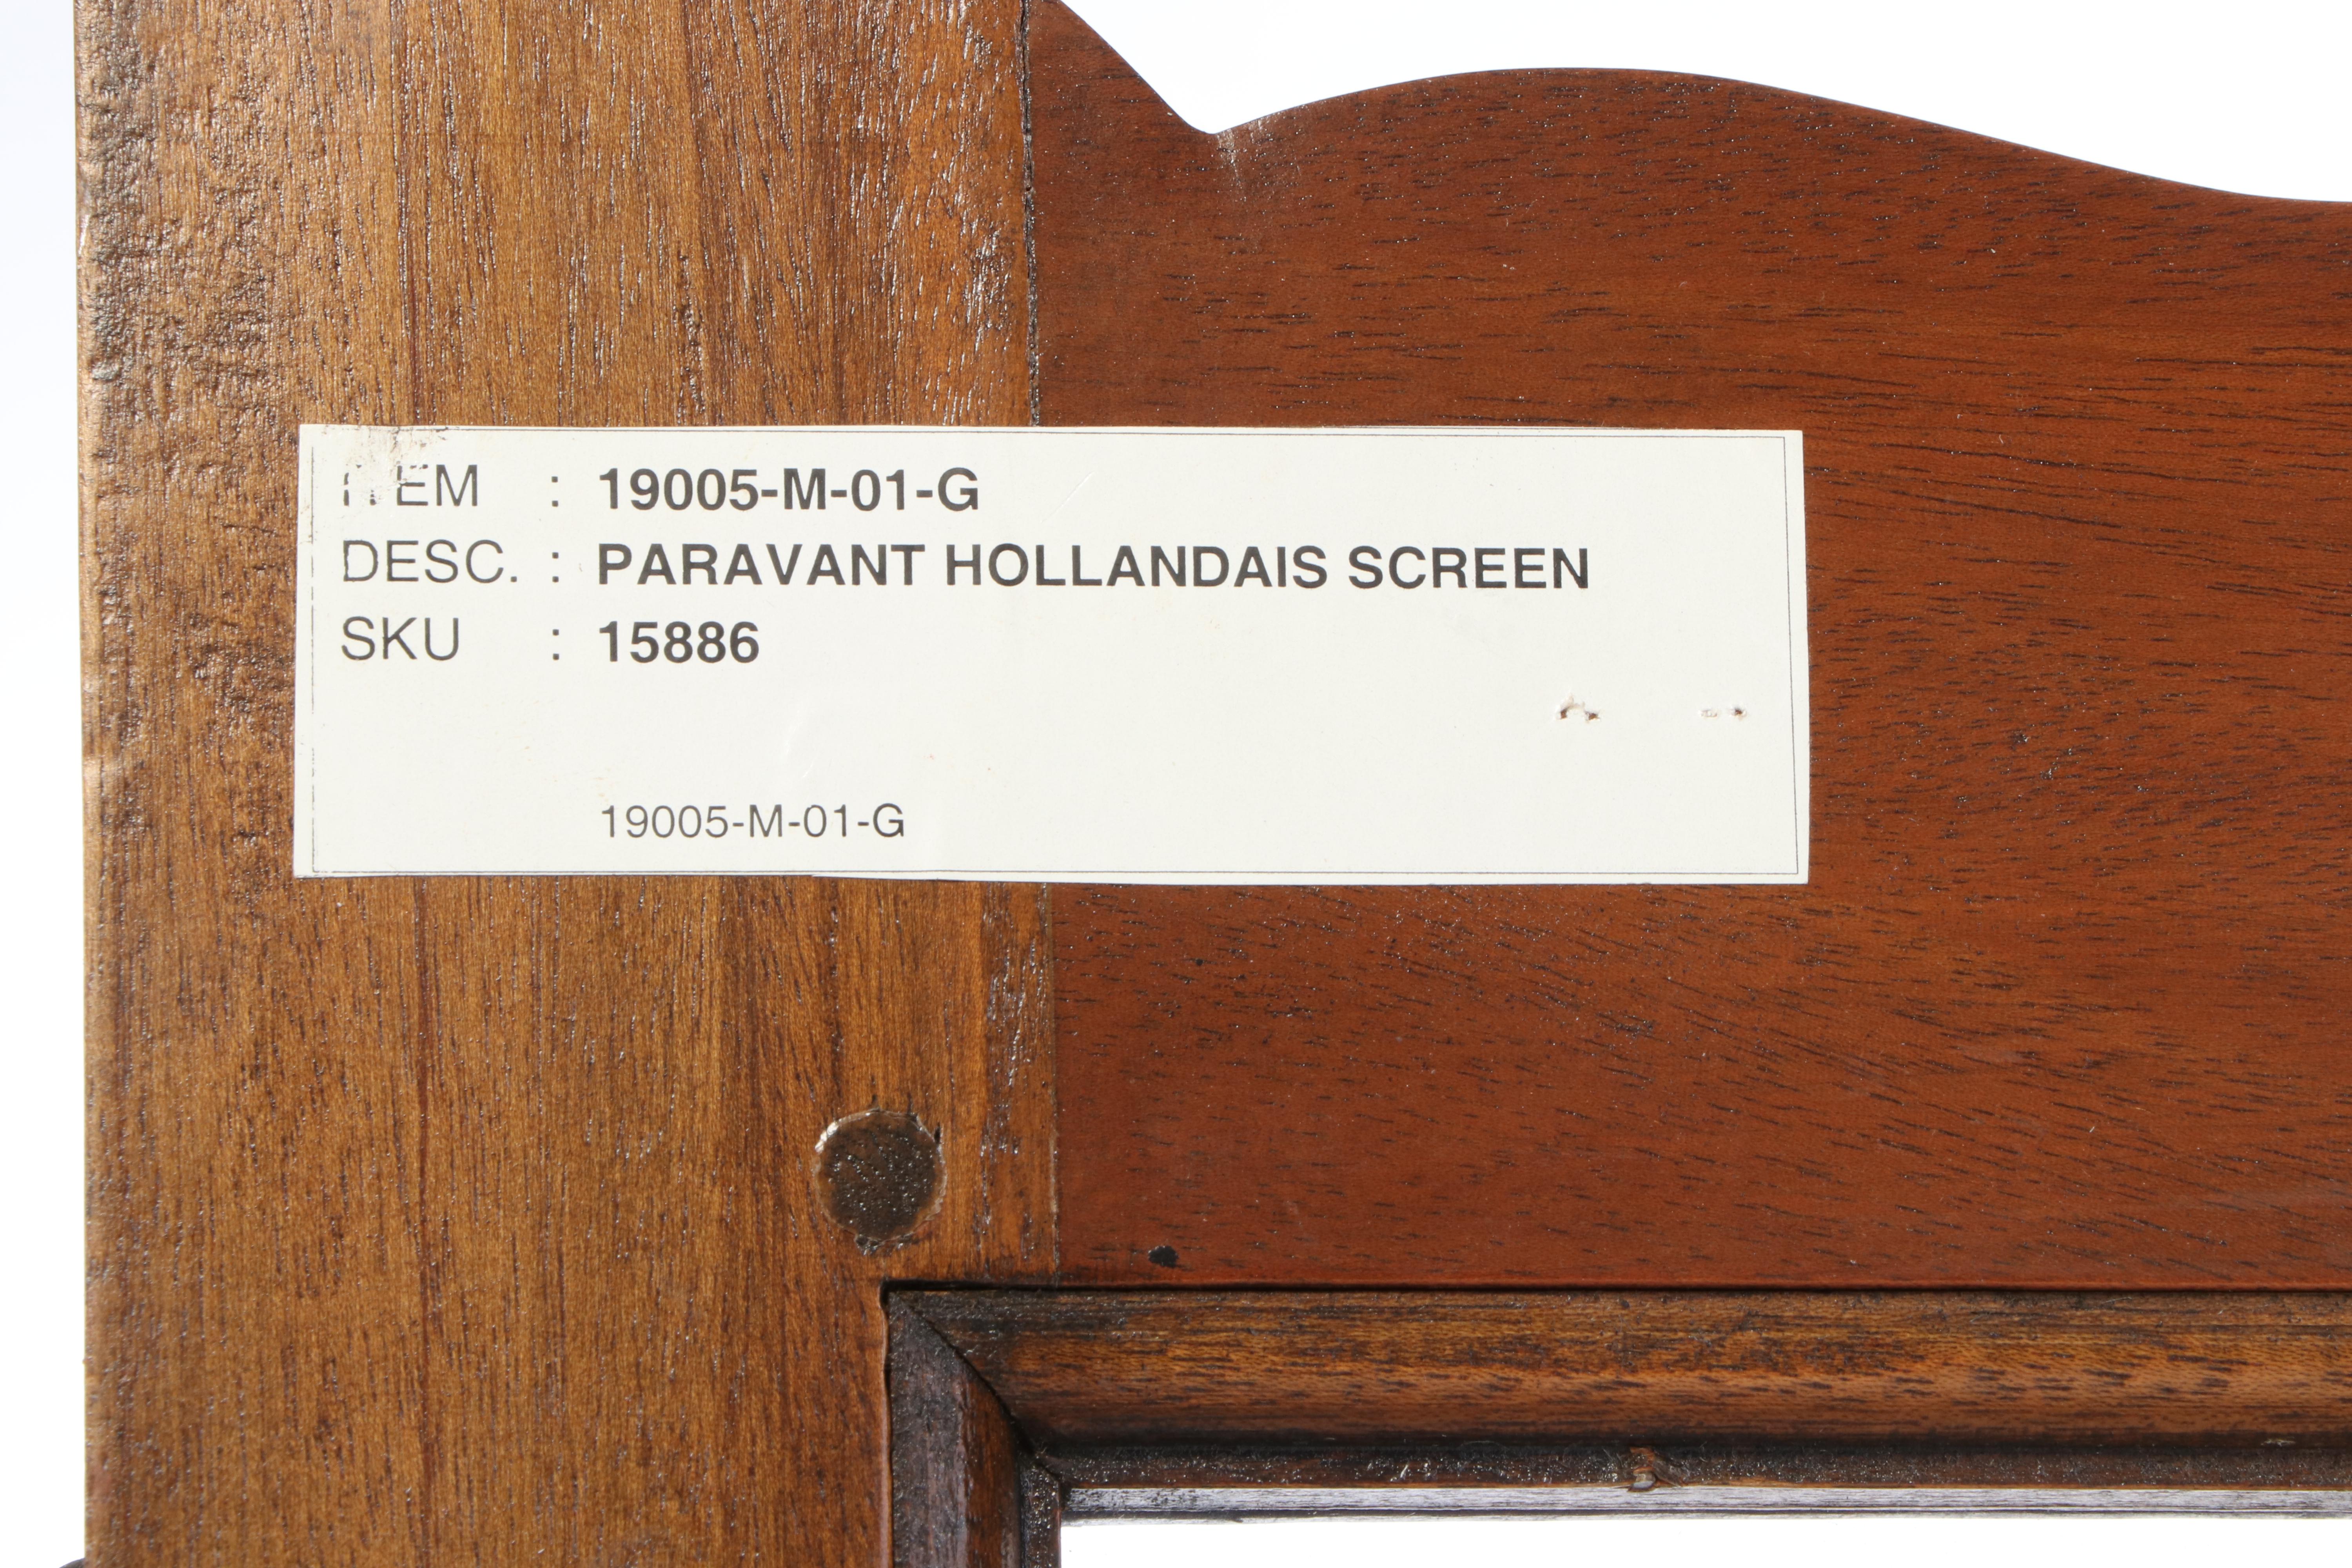 ITEM : 19005-M-01-G
DESC. : PARAVANT HOLLANDAIS SCREEN
SKU : 15886
19005-M-01-G